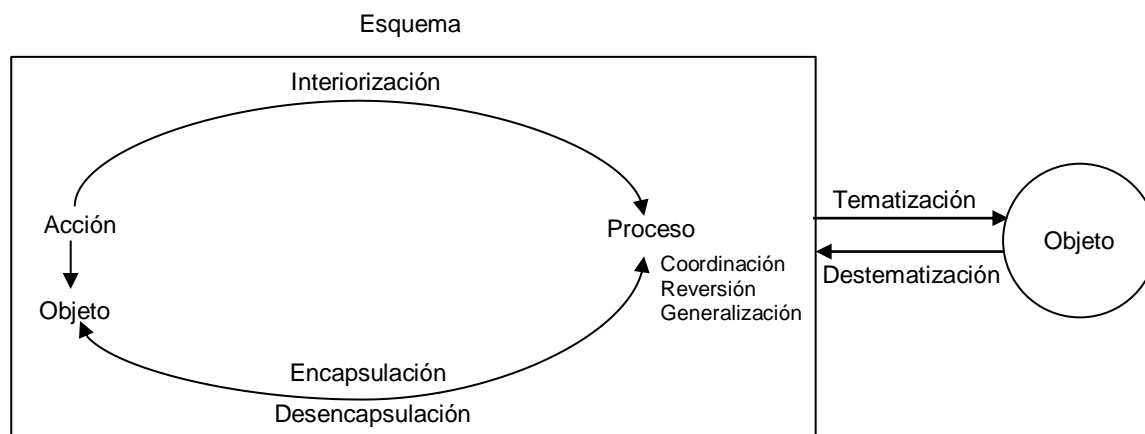 Esquema
Interiorización
Acción
Proceso
Coordinación
Reversión
Generalización
Objeto
Encapsulación
Desencapsulación
Tematización
Destematización
Objeto